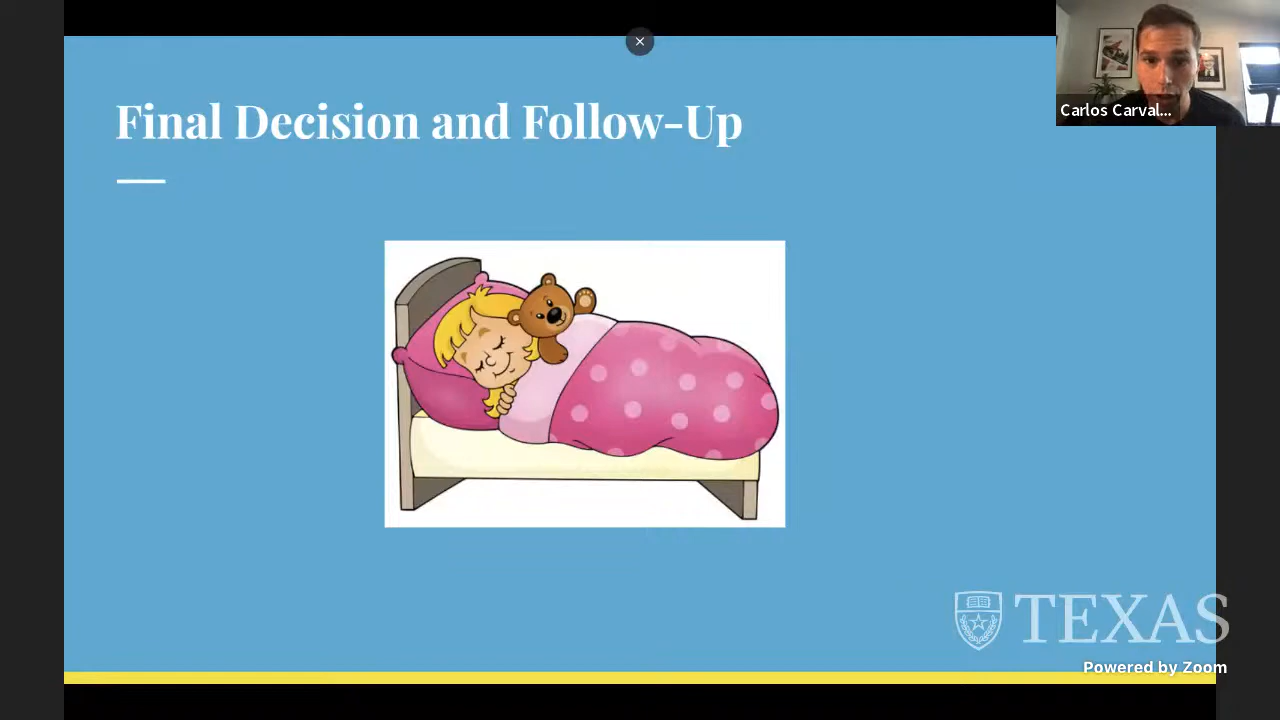 Final Decision and Follow-Up
Carlos Carval...
TEXAS
Powered by Zoom